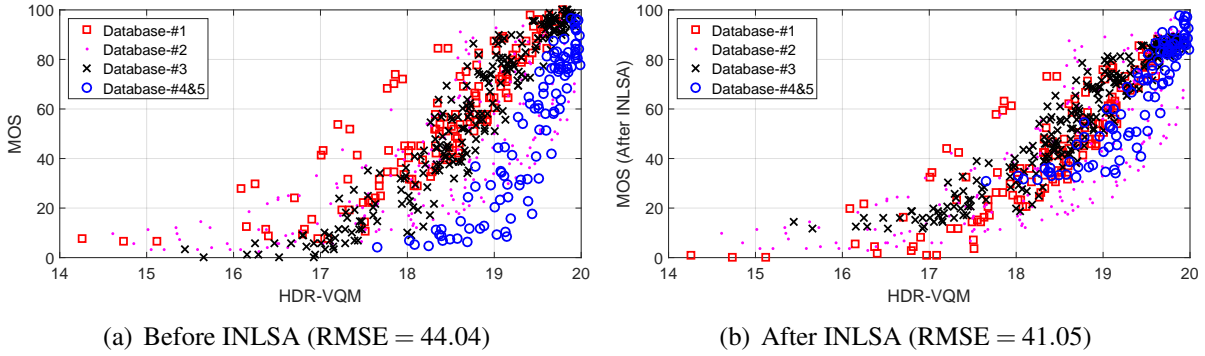 100
80
60
40
20
0
MOS
Database-#1
Database-#2
Database-#3
Database-#4&5
14 15 16 17 18 19 20
HDR-VQM
(a) Before INLSA (RMSE = 44.04)
100
80
60
40
20
0
MOS (After INLSA)
Database-#1
Database-#2
Database-#3
Database-#4&5
14 15 16 17 18 19 20
HDR-VQM
(b) After INLSA (RMSE = 41.05)